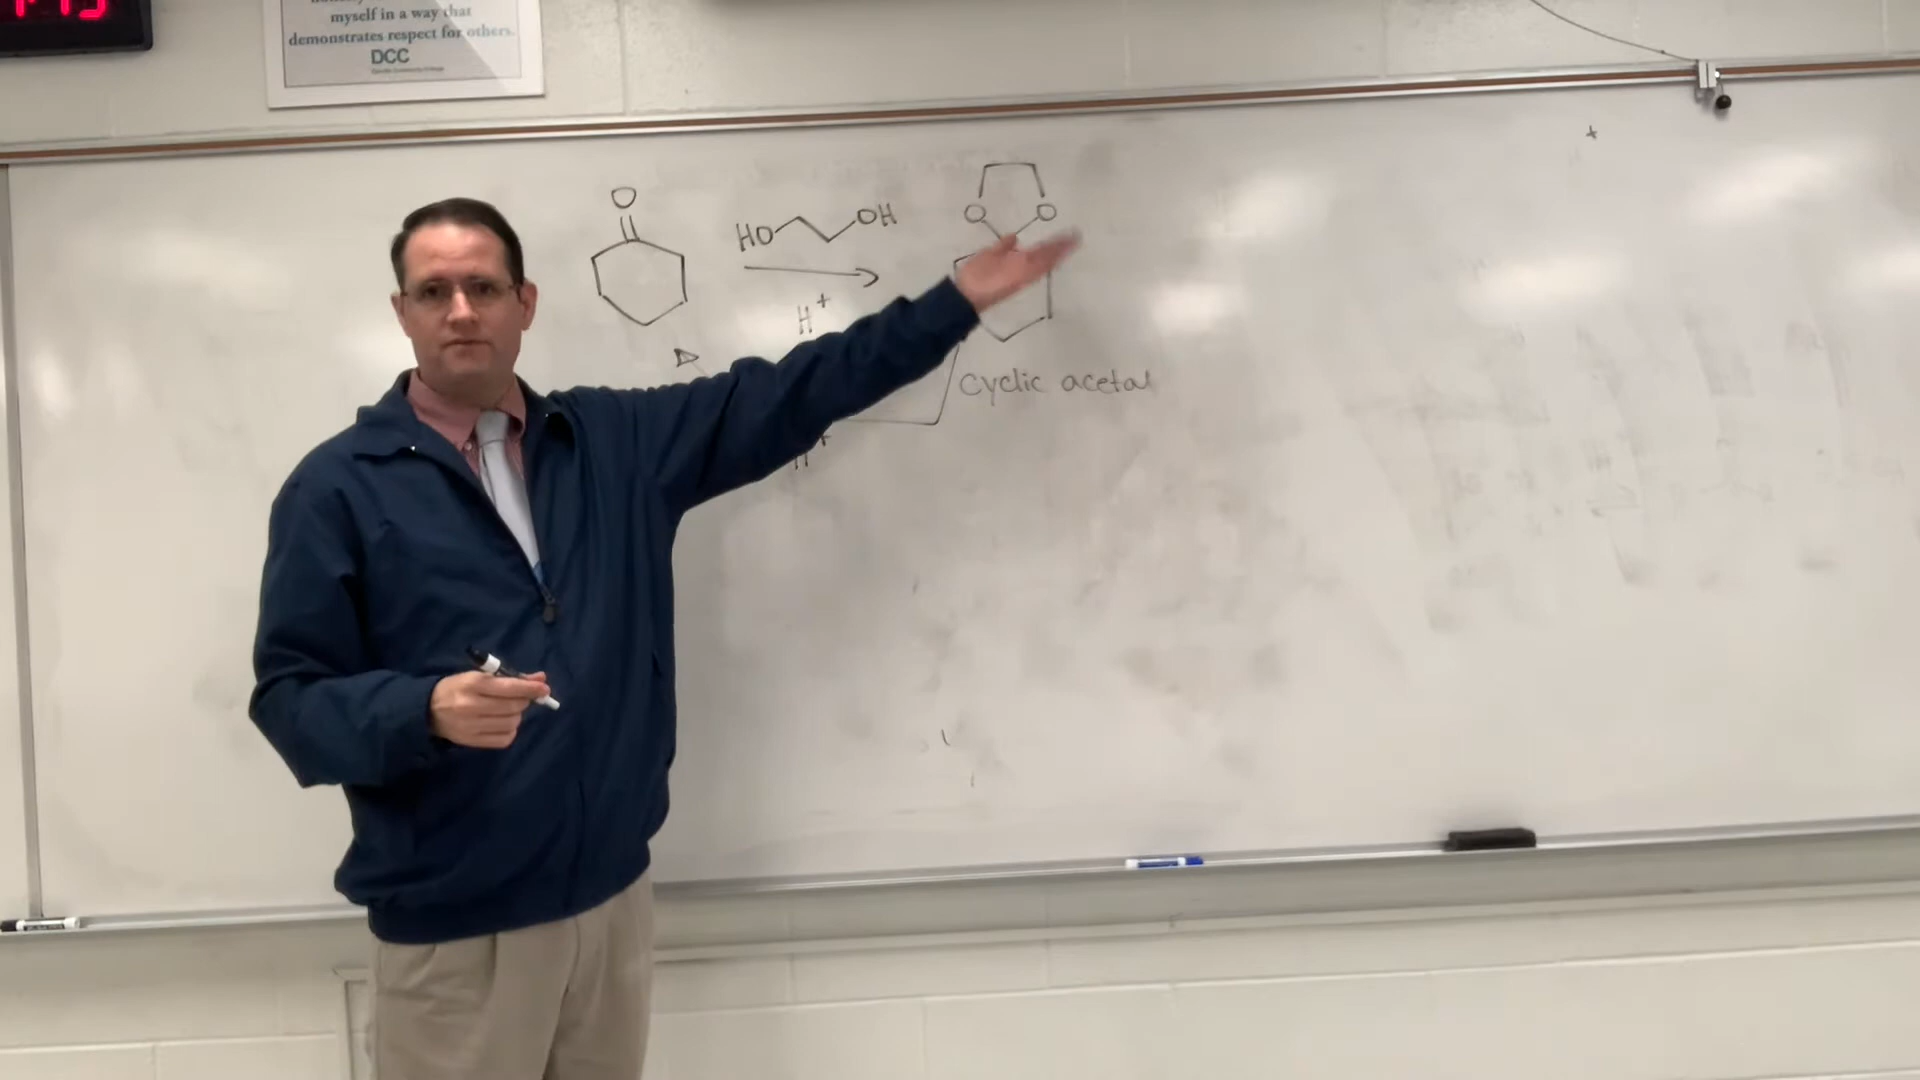 myself in a way that
demonstrates respect for others.
DCC
O
HO OH
O O
H+
cyclic acetal
H+
+